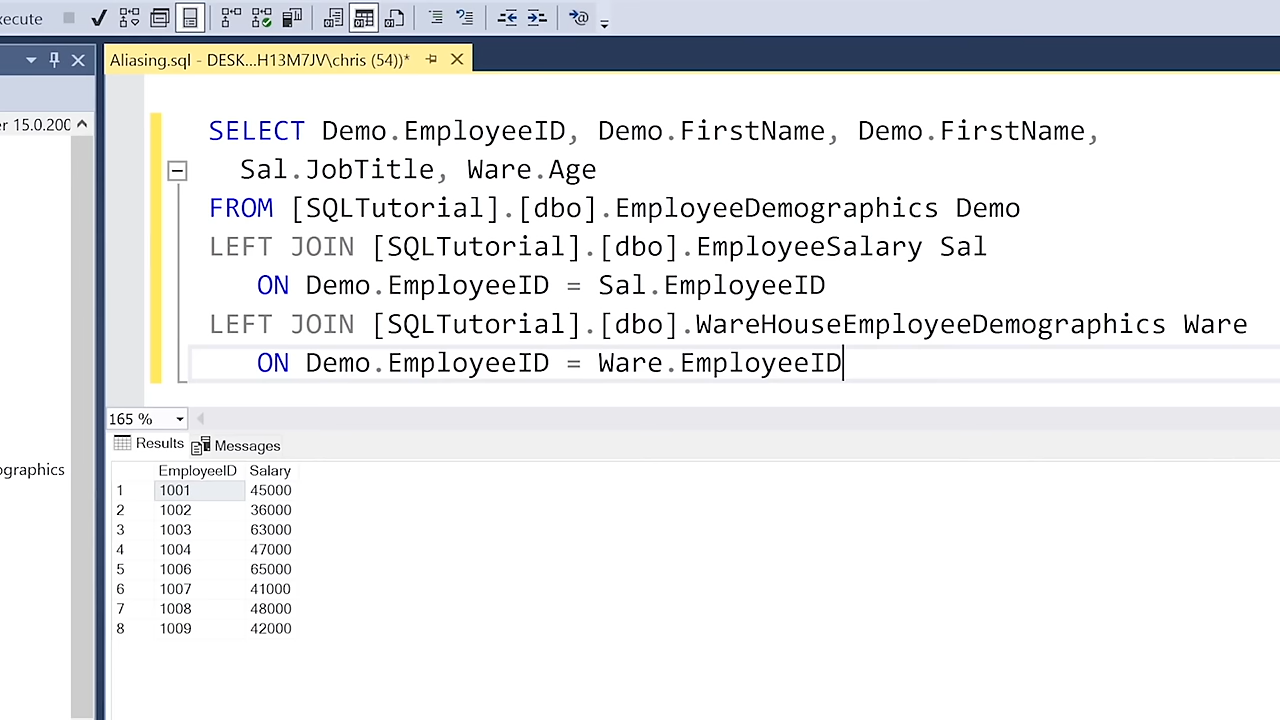 xecute
Aliasing.sql - DESK...H13M7JV\chris (54))*
er 15.0.200
SELECT Demo.EmployeeID, Demo.FirstName, Demo.FirstName,
Sal.JobTitle, Ware.Age
FROM [SQLTutorial].[dbo].EmployeeDemographics Demo
LEFT JOIN [SQLTutorial].[dbo].EmployeeSalary Sal
ON Demo.EmployeeID = Sal.EmployeeID
LEFT JOIN [SQLTutorial].[dbo].WareHouseEmployeeDemographics Ware
ON Demo.EmployeeID = Ware.EmployeeID
165 %
Results Messages
ographics
EmployeeID Salary
1 1001 45000
2 1002 36000
3 1003 63000
4 1004 47000
5 1006 65000
6 1007 41000
7 1008 48000
8 1009 42000